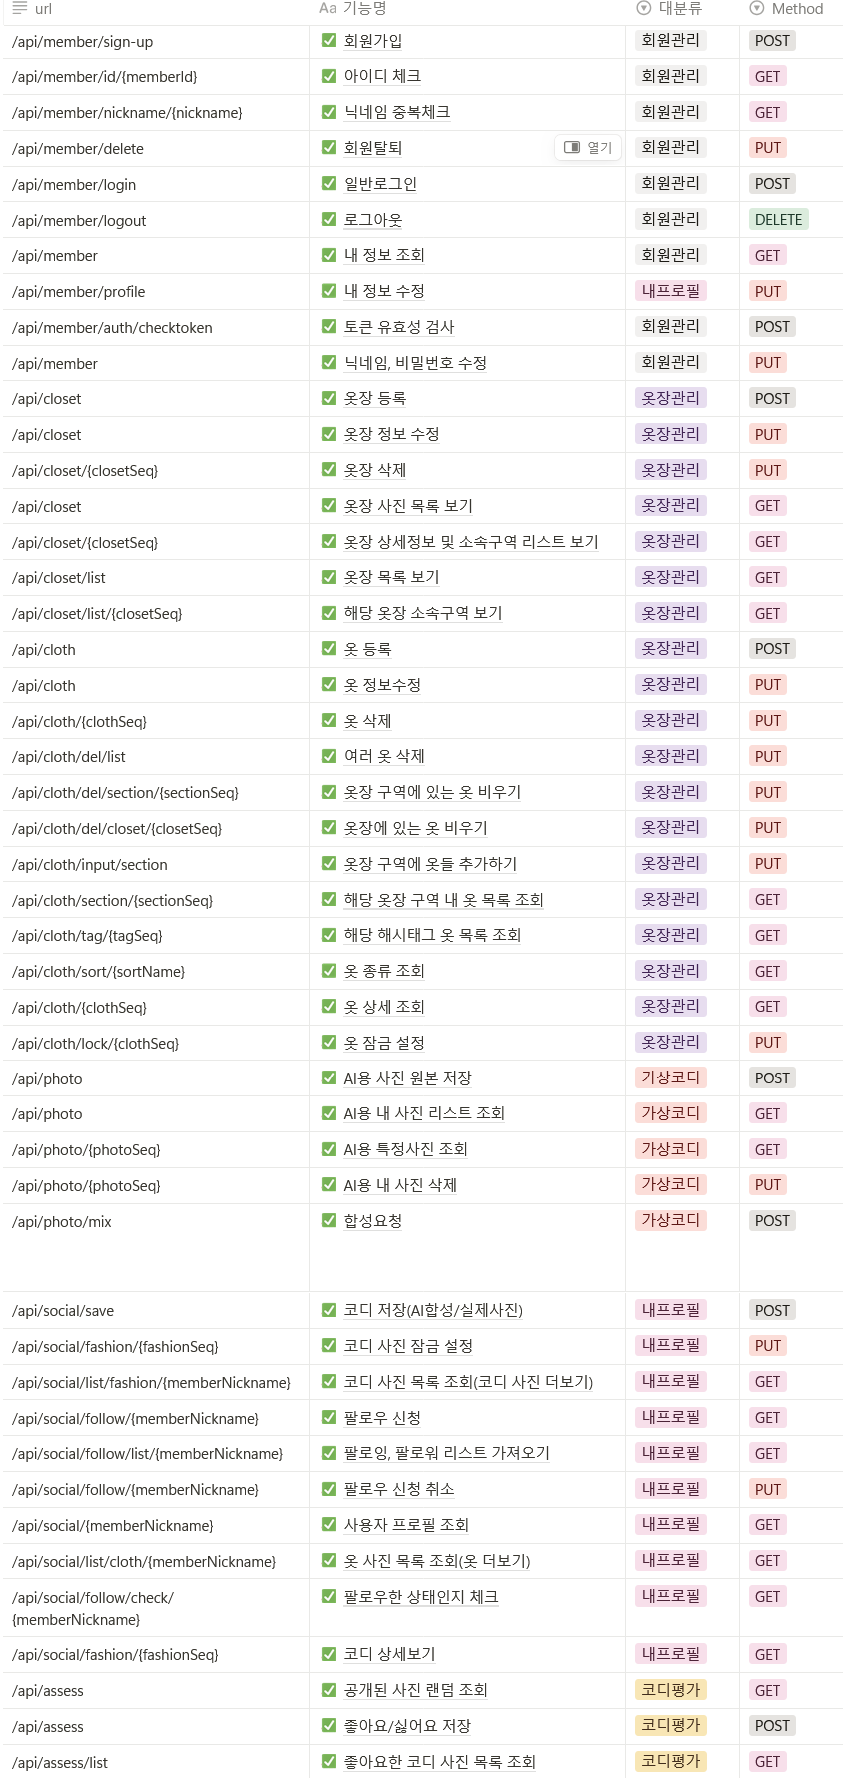 url Aa 기능명 대분류 Method
/api/member/sign-up ✅ 회원가입 회원관리 POST
/api/member/id/{memberId} ✅ 아이디 체크 회원관리 GET
/api/member/nickname/{nickname} ✅ 닉네임 중복체크 회원관리 GET
/api/member/delete ✅ 회원탈퇴 열기 회원관리 PUT
/api/member/login ✅ 일반로그인 회원관리 POST
/api/member/logout ✅ 로그아웃 회원관리 DELETE
/api/member ✅ 내 정보 조회 회원관리 GET
/api/member/profile ✅ 내 정보 수정 내프로필 PUT
/api/member/auth/checktoken ✅ 토큰 유효성 검사 회원관리 POST
/api/member ✅ 닉네임, 비밀번호 수정 회원관리 PUT
/api/closet ✅ 옷장 등록 옷장관리 POST
/api/closet ✅ 옷장 정보 수정 옷장관리 PUT
/api/closet/{closetSeq} ✅ 옷장 삭제 옷장관리 PUT
/api/closet ✅ 옷장 사진 목록 보기 옷장관리 GET
/api/closet/{closetSeq} ✅ 옷장 상세정보 및 소속구역 리스트 보기 옷장관리 GET
/api/closet/list ✅ 옷장 목록 보기 옷장관리 GET
/api/closet/list/{closetSeq} ✅ 해당 옷장 소속구역 보기 옷장관리 GET
/api/cloth ✅ 옷 등록 옷장관리 POST
/api/cloth ✅ 옷 정보수정 옷장관리 PUT
/api/cloth/{clothSeq} ✅ 옷 삭제 옷장관리 PUT
/api/cloth/del/list ✅ 여러 옷 삭제 옷장관리 PUT
/api/cloth/del/section/{sectionSeq} ✅ 옷장 구역에 있는 옷 비우기 옷장관리 PUT
/api/cloth/del/closet/{closetSeq} ✅ 옷장에 있는 옷 비우기 옷장관리 PUT
/api/cloth/input/section ✅ 옷장 구역에 옷들 추가하기 옷장관리 PUT
/api/cloth/section/{sectionSeq} ✅ 해당 옷장 구역 내 옷 목록 조회 옷장관리 GET
/api/cloth/tag/{tagSeq} ✅ 해당 해시태그 옷 목록 조회 옷장관리 GET
/api/cloth/sort/{sortName} ✅ 옷 종류 조회 옷장관리 GET
/api/cloth/{clothSeq} ✅ 옷 상세 조회 옷장관리 GET
/api/cloth/lock/{clothSeq} ✅ 옷 잠금 설정 옷장관리 PUT
/api/photo ✅ AI용 사진 원본 저장 가상코디 POST
/api/photo ✅ AI용 내 사진 리스트 조회 가상코디 GET
/api/photo/{photoSeq} ✅ AI용 특정사진 조회 가상코디 GET
/api/photo/{photoSeq} ✅ AI용 내 사진 삭제 가상코디 PUT
/api/photo/mix ✅ 합성요청 가상코디 POST
/api/social/save ✅ 코디 저장(AI합성/실제사진) 내프로필 POST
/api/social/fashion/{fashionSeq} ✅ 코디 사진 잠금 설정 내프로필 PUT
/api/social/list/fashion/{memberNickname} ✅ 코디 사진 목록 조회(코디 사진 더보기) 내프로필 GET
/api/social/follow/{memberNickname} ✅ 팔로우 신청 내프로필 GET
/api/social/follow/list/{memberNickname} ✅ 팔로잉, 팔로워 리스트 가져오기 내프로필 GET
/api/social/follow/{memberNickname} ✅ 팔로우 신청 취소 내프로필 PUT
/api/social/{memberNickname} ✅ 사용자 프로필 조회 내프로필 GET
/api/social/list/cloth/{memberNickname} ✅ 옷 사진 목록 조회(옷 더보기) 내프로필 GET
/api/social/follow/check/ ✅ 팔로우한 상태인지 체크 내프로필 GET
{memberNickname}
/api/social/fashion/{fashionSeq} ✅ 코디 상세보기 내프로필 GET
/api/assess ✅ 공개된 사진 랜덤 조회 코디평가 GET
/api/assess ✅ 좋아요/싫어요 저장 코디평가 POST
/api/assess/list ✅ 좋아요한 코디 사진 목록 조회 코디평가 GET